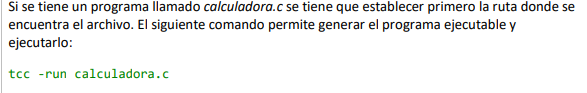 Si se tiene un programa llamado calculadora.c se tiene que establecer primero la ruta donde se
encuentra el archivo. El siguiente comando permite generar el programa ejecutable y
ejecutarlo:
tcc -run calculadora.c